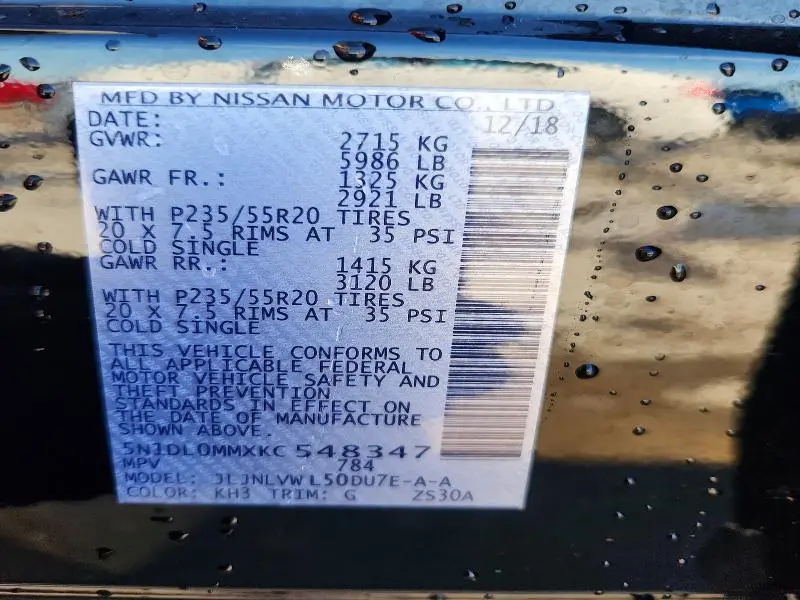 MFD BY NISSAN MOTOR CO., LTD
DATE: 12/18
GVWR: 2715 KG
5986 LB
GAWR FR.: 1325 KG
2921 LB
WITH P235/55R20 TIRES
20 X 7.5 RIMS AT 35 PSI
COLD SINGLE
GAWR RR.: 1415 KG
3120 LB
WITH P235/55R20 TIRES
20 X 7.5 RIMS AT 35 PSI
COLD SINGLE
THIS VEHICLE CONFORMS TO
ALL APPLICABLE FEDERAL
MOTOR VEHICLE SAFETY AND
THEFT PREVENTION
STANDARDS IN EFFECT ON
THE DATE OF MANUFACTURE
SHOWN ABOVE.
5N1DL0MMXKC548347
MPV 784
MODEL: JLJNLVWL50DU7E-A-A
COLOR: KH3 TRIM: G ZS30A